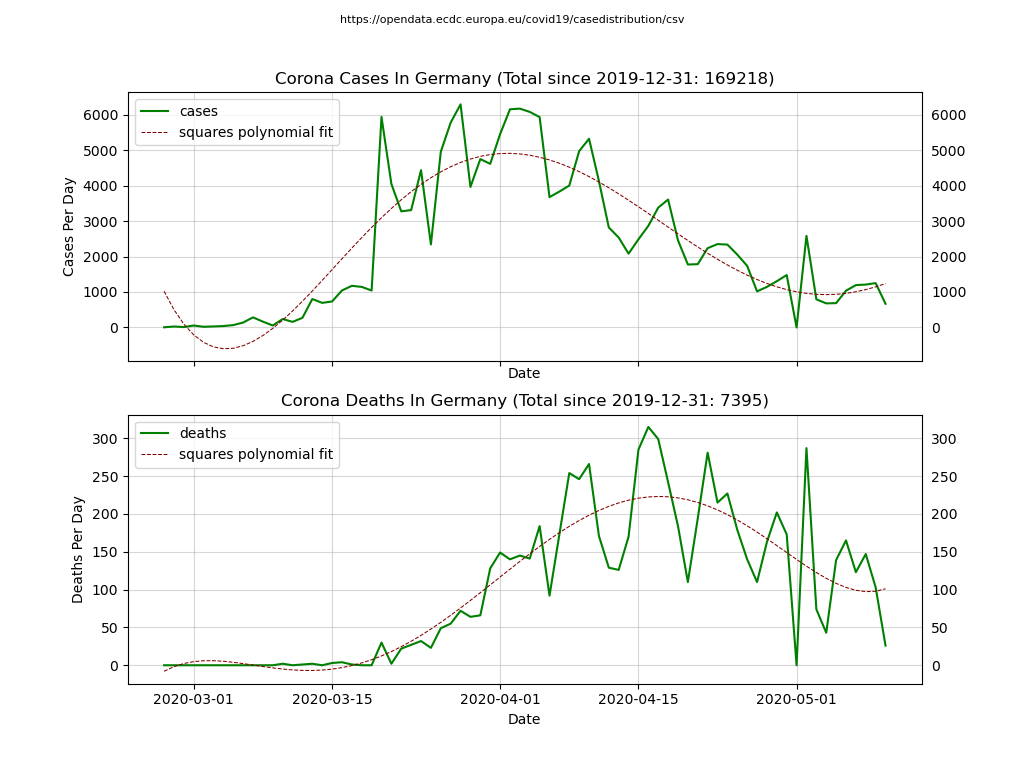 https://opendata.ecdc.europa.eu/covid19/casedistribution/csv
Corona Cases In Germany (Total since 2019-12-31: 169218)
cases
squares polynomial fit
Cases Per Day
6000
5000
4000
3000
2000
1000
0
6000
5000
4000
3000
2000
1000
0
Date
Corona Deaths In Germany (Total since 2019-12-31: 7395)
deaths
squares polynomial fit
Deaths Per Day
300
250
200
150
100
50
0
300
250
200
150
100
50
0
2020-03-01 2020-03-15 2020-04-01 2020-04-15 2020-05-01
Date